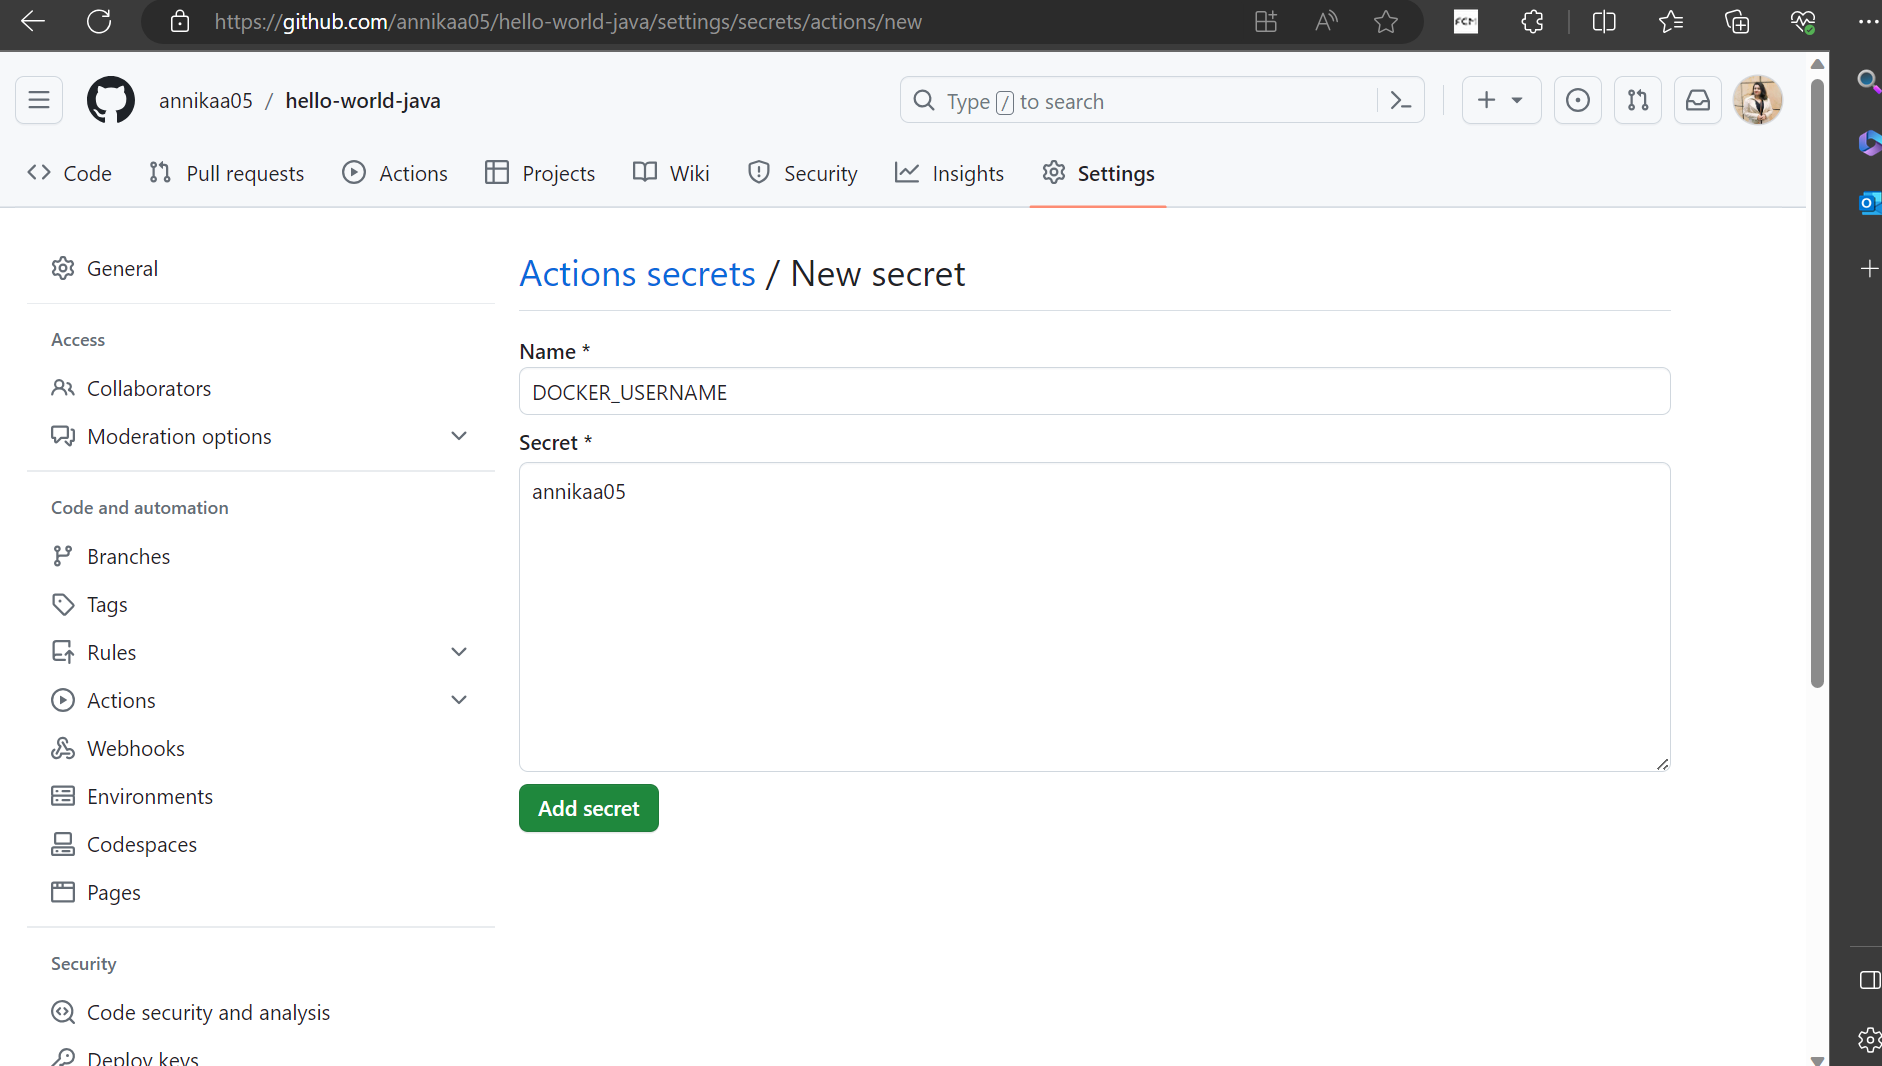 https://github.com/annikaa05/hello-world-java/settings/secrets/actions/new
FCM
annikaa05 / hello-world-java
Type / to search
Code
Pull requests
Actions
Projects
Wiki
Security
Insights
Settings
General
Access
Collaborators
Moderation options
Code and automation
Branches
Tags
Rules
Actions
Webhooks
Environments
Codespaces
Pages
Security
Code security and analysis
Deploy keys
Actions secrets / New secret
Name *
DOCKER_USERNAME
Secret *
annikaa05
Add secret